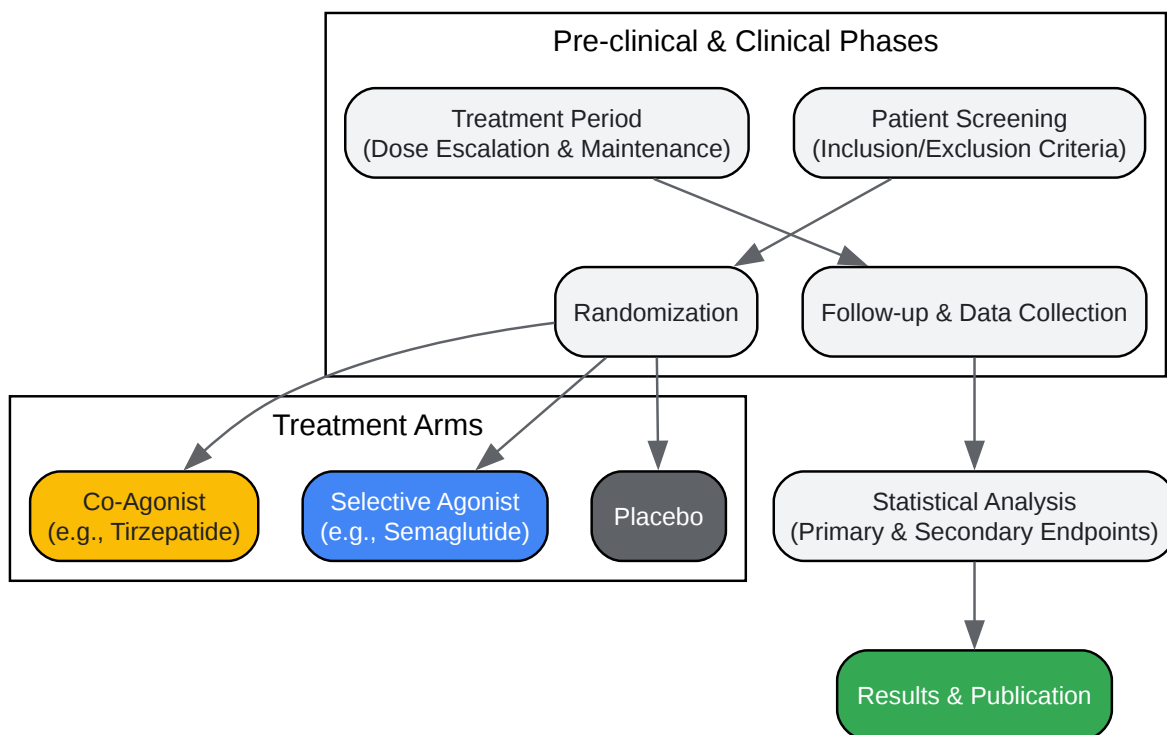 Pre-clinical & Clinical Phases
Treatment Period
(Dose Escalation & Maintenance)
Patient Screening
(Inclusion/Exclusion Criteria)
Randomization
Follow-up & Data Collection
Treatment Arms
Co-Agonist
(e.g., Tirzepatide)
Selective Agonist
(e.g., Semaglutide)
Placebo
Statistical Analysis
(Primary & Secondary Endpoints)
Results & Publication